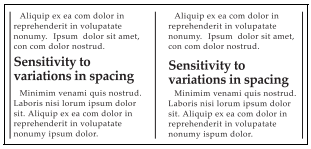 Aliquip ex ea com dolor in
reprehenderit in volupatate
nonumy. Ipsum dolor sit amet,
con com dolor nostrud.
Sensitivity to
variations in spacing
Minimim venami quis nostrud.
Laboris nisi lorum ipsum dolor
sit. Aliquip ex ea com dolor in
reprehenderit in volupatate
nonumy ipsum dolor.
Aliquip ex ea com dolor in
reprehenderit in volupatate
nonumy. Ipsum dolor sit amet,
con com dolor nostrud.
Sensitivity to
variations in spacing
Minimim venami quis nostrud.
Laboris nisi lorum ipsum dolor
sit. Aliquip ex ea com dolor in
reprehenderit in volupatate
nonumy ispum dolor.